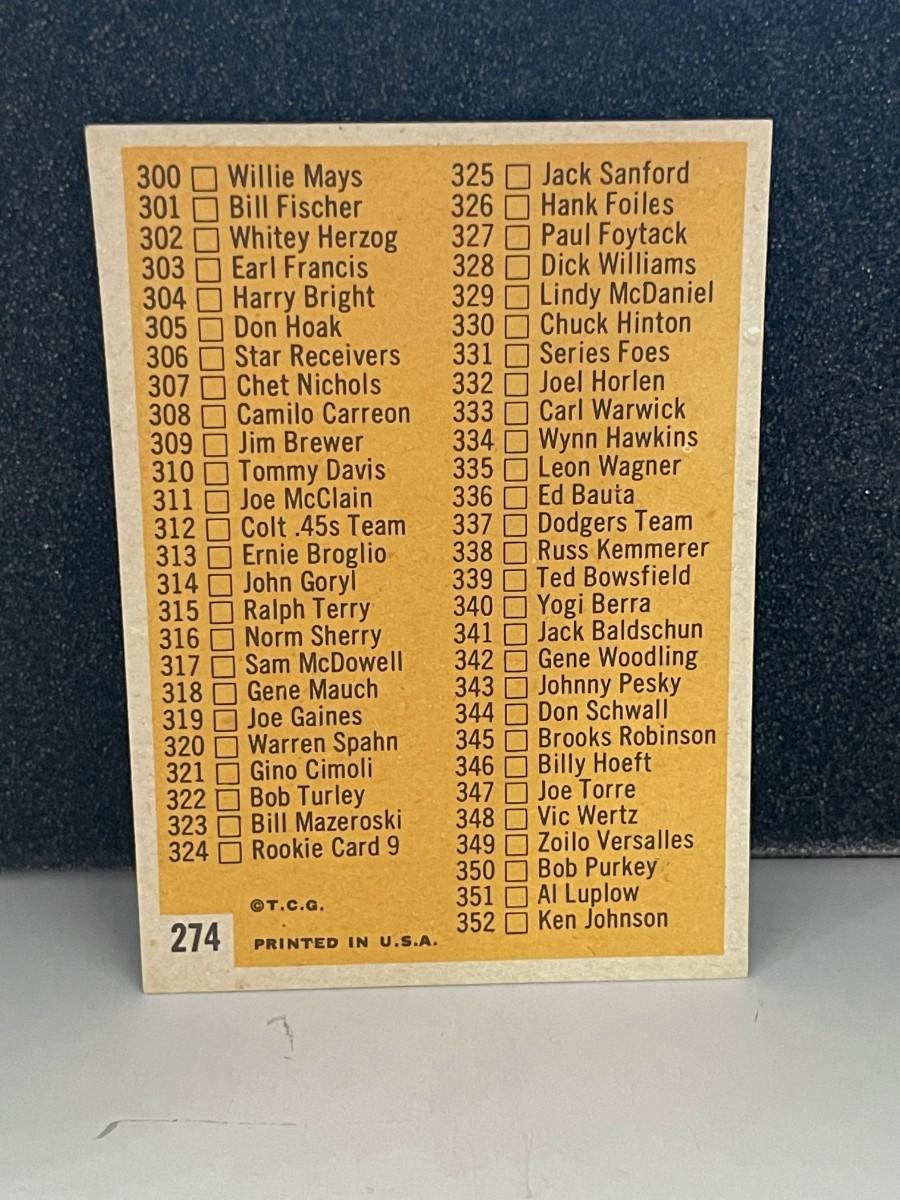 300 Willie Mays
301 Bill Fischer
302 Whitey Herzog
303 Earl Francis
304 Harry Bright
305 Don Hoak
306 Star Receivers
307 Chet Nichols
308 Camilo Carreon
309 Jim Brewer
310 Tommy Davis
311 Joe McClain
312 Colt .45s Team
313 Ernie Broglio
314 John Goryl
315 Ralph Terry
316 Norm Sherry
317 Sam McDowell
318 Gene Mauch
319 Joe Gaines
320 Warren Spahn
321 Gino Cimoli
322 Bob Turley
323 Bill Mazeroski
324 Rookie Card 9
©T.C.G.
274 PRINTED IN U.S.A.
325 Jack Sanford
326 Hank Foiles
327 Paul Foytack
328 Dick Williams
329 Lindy McDaniel
330 Chuck Hinton
331 Series Foes
332 Joel Horlen
333 Carl Warwick
334 Wynn Hawkins
335 Leon Wagner
336 Ed Bauta
337 Dodgers Team
338 Russ Kemmerer
339 Ted Bowsfield
340 Yogi Berra
341 Jack Baldschun
342 Gene Woodling
343 Johnny Pesky
344 Don Schwall
345 Brooks Robinson
346 Billy Hoeft
347 Joe Torre
348 Vic Wertz
349 Zoilo Versalles
350 Bob Purkey
351 Al Luplow
352 Ken Johnson